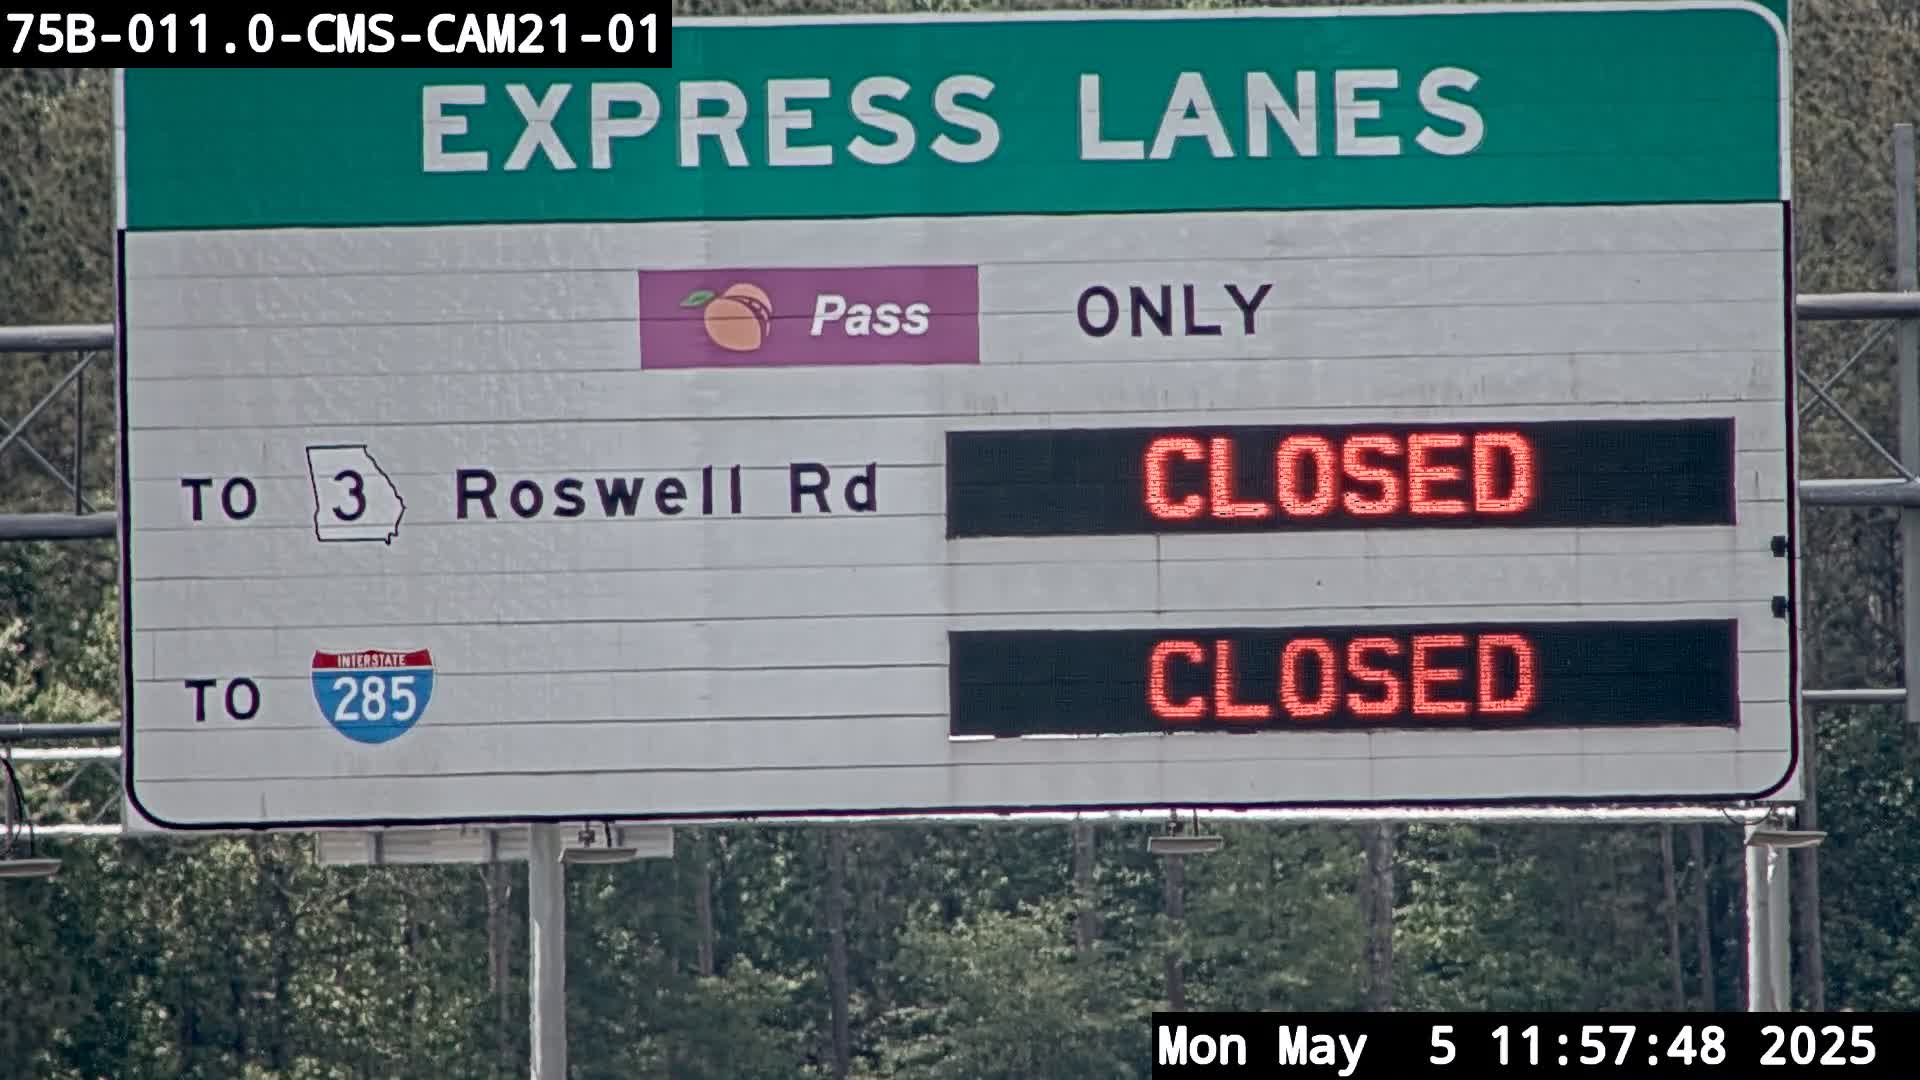 75B-011.0-CMS-CAM21-01
EXPRESS LANES
Pass ONLY
TO 3 Roswell Rd CLOSED
TO INTERSTATE 285 CLOSED
Mon May 5 11:57:48 2025